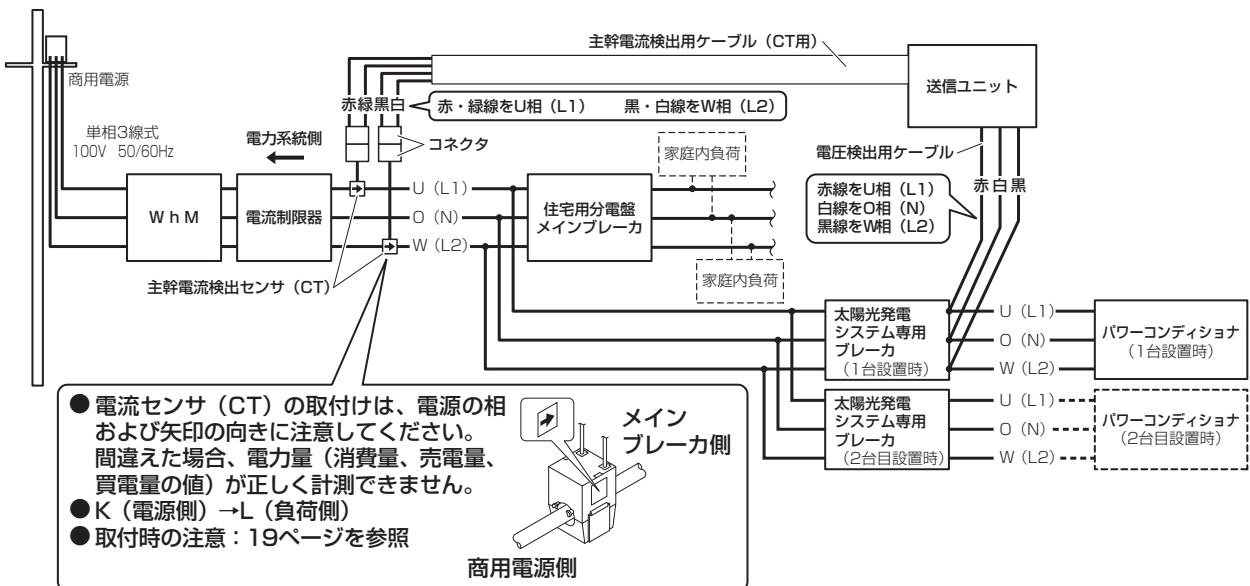 主幹電流検出用ケーブル（CT用）
送信ユニット
商用電源
赤緑黒白
赤・緑線をU相（L1）　黒・白線をW相（L2）
単相3線式
100V 50/60Hz
電力系統側
コネクタ
家庭内負荷
電圧検出用ケーブル
赤白黒
赤線をU相（L1）
白線をO相（N）
黒線をW相（L2）
WhM
電流制限器
U（L1）
O（N）
W（L2）
住宅用分電盤
メインブレーカ
家庭内負荷
主幹電流検出センサ（CT）
太陽光発電
システム専用
ブレーカ
（1台設置時）
U（L1）
O（N）
W（L2）
パワーコンディショナ
（1台設置時）
太陽光発電
システム専用
ブレーカ
（2台目設置時）
U（L1）
O（N）
W（L2）
パワーコンディショナ
（2台目設置時）
●電流センサ（CT）の取付けは、電源の相
および矢印の向きに注意してください。
間違えた場合、電力量（消費量、売電量、
買電量の値）が正しく計測できません。
●K（電源側）→L（負荷側）
●取付時の注意：19ページを参照
メイン
ブレーカ側
商用電源側